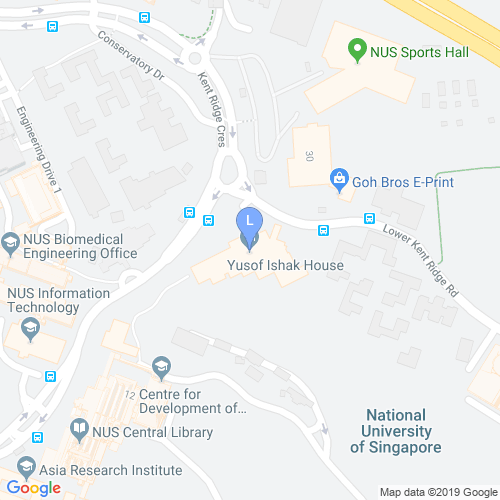 Conservatory Dr
NUS Sports Hall
Kent Ridge Cres
Engineering Drive 1
30
Goh Bros E-Print
L
Lower Kent Ridge Rd
NUS Biomedical
Engineering Office
Yusof Ishak House
NUS Information
Technology
Centre for
Development of...
12
National
University
of Singapore
NUS Central Library
Asia Research Institute
Google
Map data ©2019 Google